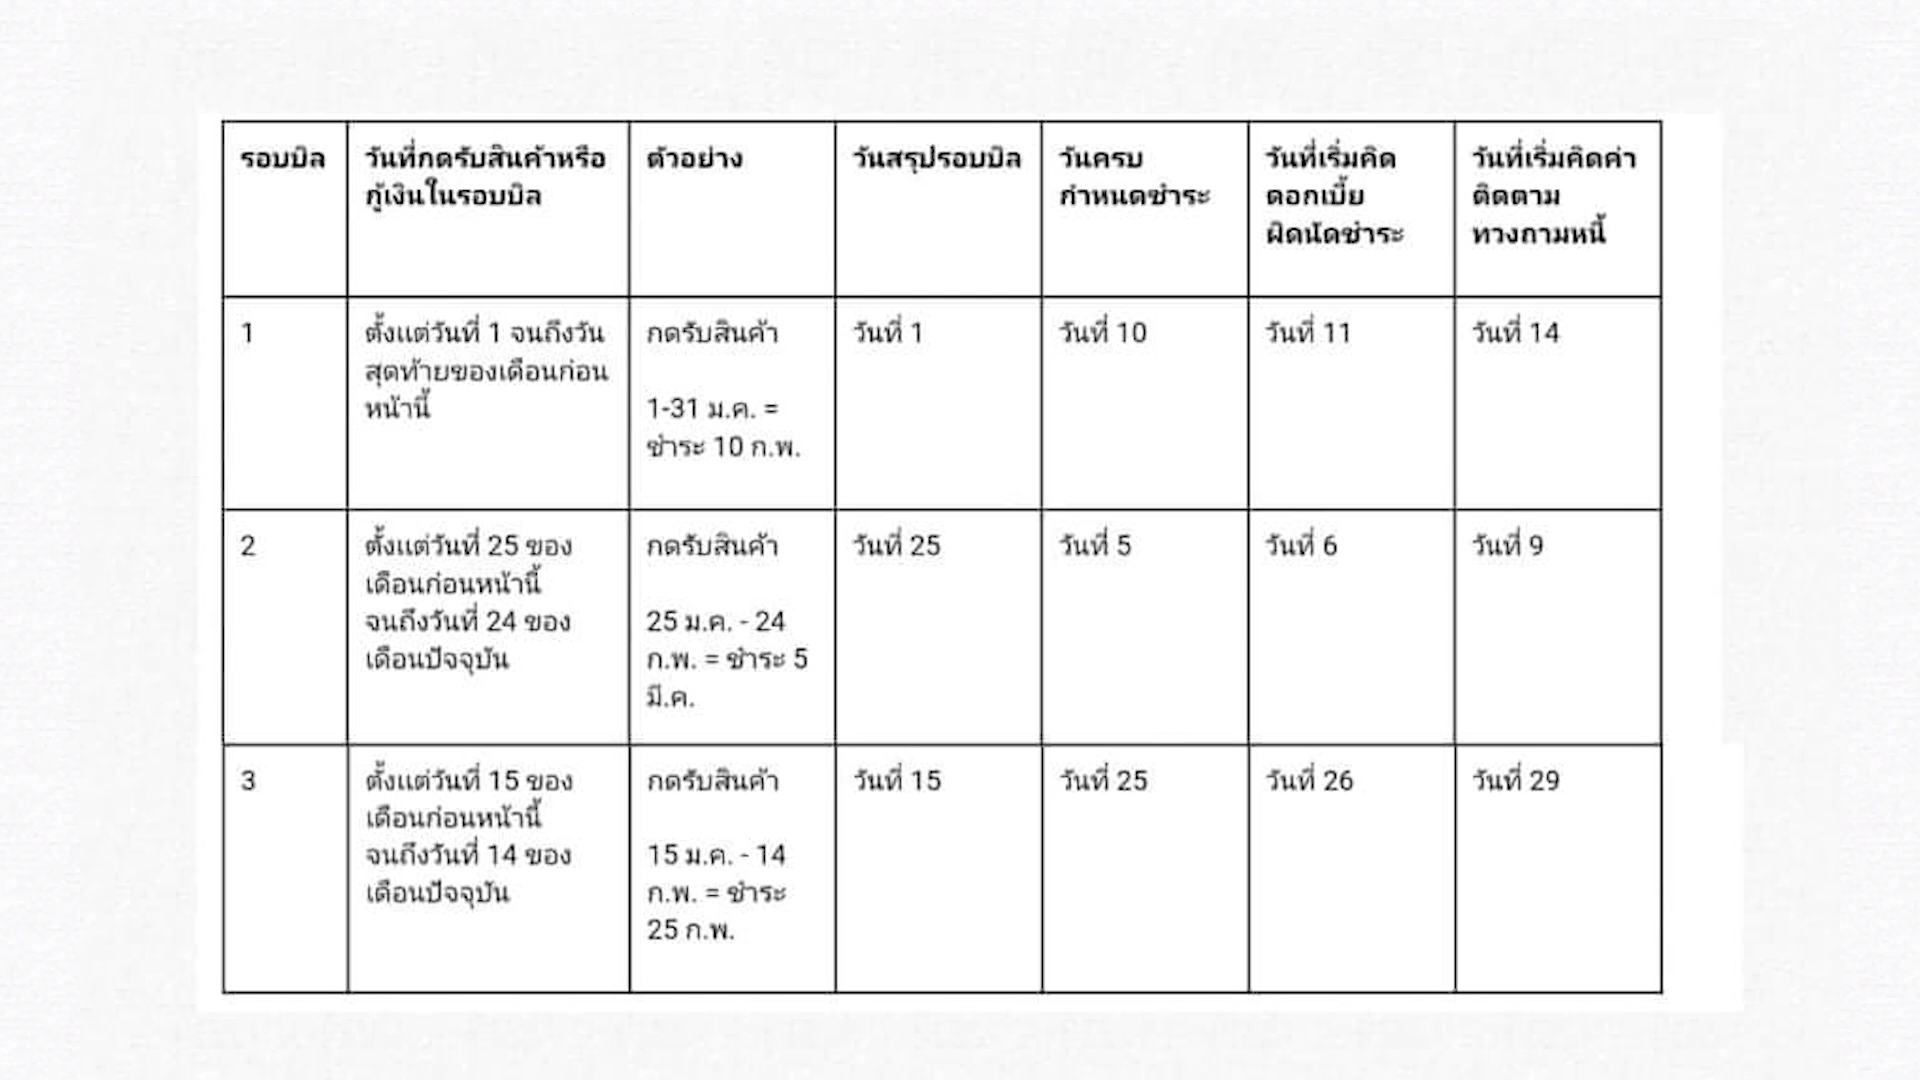 รอบบิล
วันที่กดรับสินค้าหรือ
กู้เงินในรอบบิล
ตัวอย่าง
วันสรุปรอบบิล
วันครบ
กำหนดชำระ
วันที่เริ่มคิด
ดอกเบี้ย
ผิดนัดชำระ
วันที่เริ่มคิดค่า
ติดตาม
ทวงถามหนี้
1
ตั้งแต่วันที่ 1 จนถึงวัน
สุดท้ายของเดือนก่อน
หน้านี้
กดรับสินค้า
1-31 ม.ค. =
ชำระ 10 ก.พ.
วันที่ 1
วันที่ 10
วันที่ 11
วันที่ 14
2
ตั้งแต่วันที่ 25 ของ
เดือนก่อนหน้านี้
จนถึงวันที่ 24 ของ
เดือนปัจจุบัน
กดรับสินค้า
25 ม.ค. - 24
ก.พ. = ชำระ 5
มี.ค.
วันที่ 25
วันที่ 5
วันที่ 6
วันที่ 9
3
ตั้งแต่วันที่ 15 ของ
เดือนก่อนหน้านี้
จนถึงวันที่ 14 ของ
เดือนปัจจุบัน
กดรับสินค้า
15 ม.ค. - 14
ก.พ. = ชำระ
25 ก.พ.
วันที่ 15
วันที่ 25
วันที่ 26
วันที่ 29